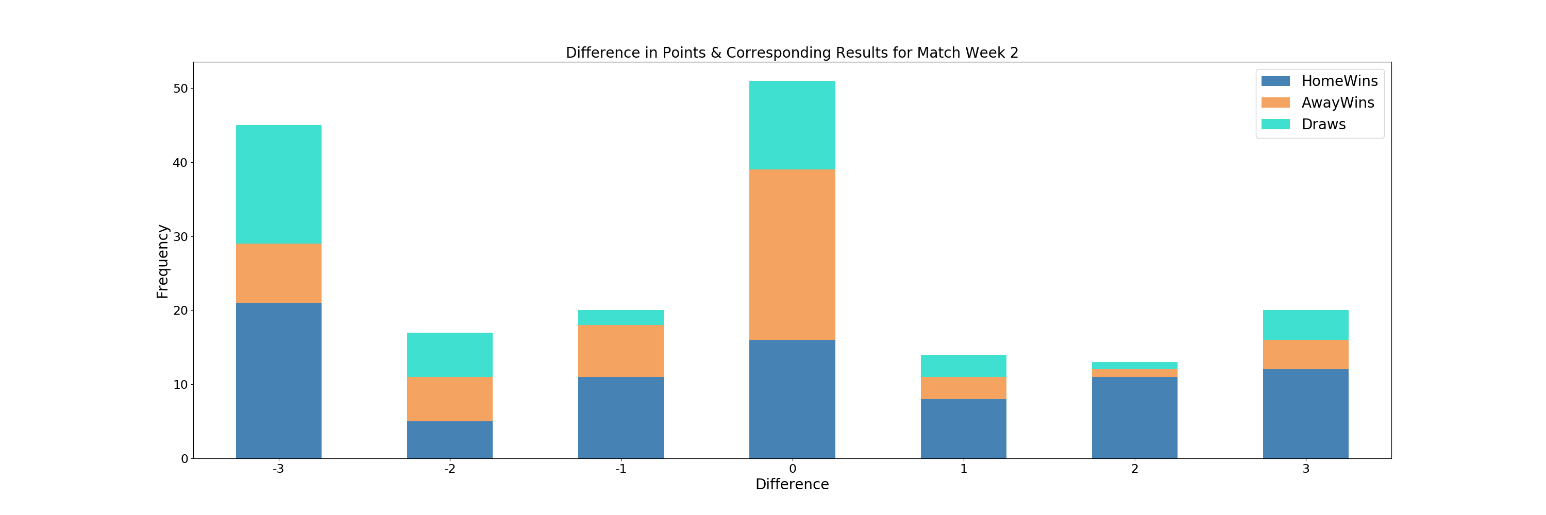 Difference in Points & Corresponding Results for Match Week 2
HomeWins
AwayWins
Draws
Frequency
50
40
30
20
10
0
-3 -2 -1 0 1 2 3
Difference